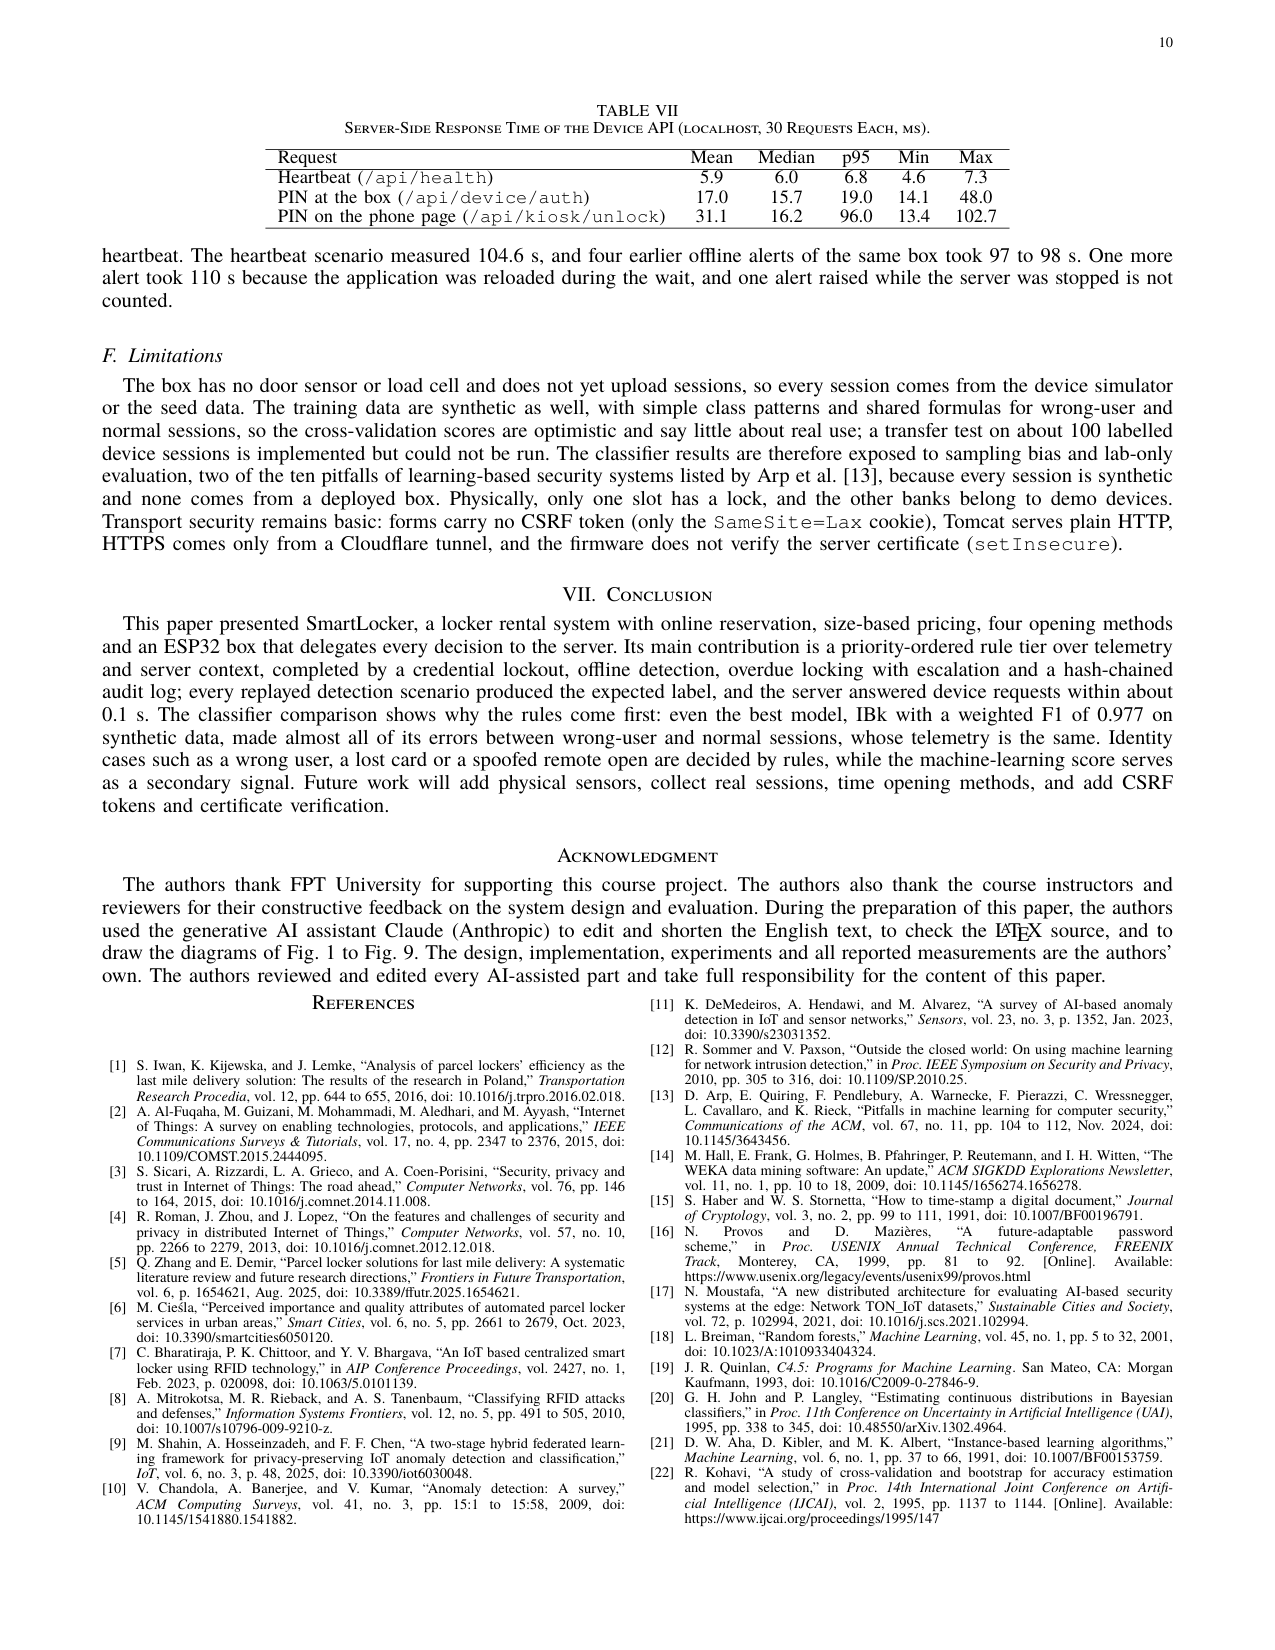 10
TABLE VII
Server-Side Response Time of the Device API (localhost, 30 Requests Each, ms).
Request Mean Median p95 Min Max
Heartbeat (/api/health) 5.9 6.0 6.8 4.6 7.3
PIN at the box (/api/device/auth) 17.0 15.7 19.0 14.1 48.0
PIN on the phone page (/api/kiosk/unlock) 31.1 16.2 96.0 13.4 102.7
heartbeat. The heartbeat scenario measured 104.6 s, and four earlier offline alerts of the same box took 97 to 98 s. One more
alert took 110 s because the application was reloaded during the wait, and one alert raised while the server was stopped is not
counted.
F. Limitations
The box has no door sensor or load cell and does not yet upload sessions, so every session comes from the device simulator
or the seed data. The training data are synthetic as well, with simple class patterns and shared formulas for wrong-user and
normal sessions, so the cross-validation scores are optimistic and say little about real use; a transfer test on about 100 labelled
device sessions is implemented but could not be run. The classifier results are therefore exposed to sampling bias and lab-only
evaluation, two of the ten pitfalls of learning-based security systems listed by Arp et al. [13], because every session is synthetic
and none comes from a deployed box. Physically, only one slot has a lock, and the other banks belong to demo devices.
Transport security remains basic: forms carry no CSRF token (only the SameSite=Lax cookie), Tomcat serves plain HTTP,
HTTPS comes only from a Cloudflare tunnel, and the firmware does not verify the server certificate (setInsecure).
VII. Conclusion
This paper presented SmartLocker, a locker rental system with online reservation, size-based pricing, four opening methods
and an ESP32 box that delegates every decision to the server. Its main contribution is a priority-ordered rule tier over telemetry
and server context, completed by a credential lockout, offline detection, overdue locking with escalation and a hash-chained
audit log; every replayed detection scenario produced the expected label, and the server answered device requests within about
0.1 s. The classifier comparison shows why the rules come first: even the best model, IBk with a weighted F1 of 0.977 on
synthetic data, made almost all of its errors between wrong-user and normal sessions, whose telemetry is the same. Identity
cases such as a wrong user, a lost card or a spoofed remote open are decided by rules, while the machine-learning score serves
as a secondary signal. Future work will add physical sensors, collect real sessions, time opening methods, and add CSRF
tokens and certificate verification.
Acknowledgment
The authors thank FPT University for supporting this course project. The authors also thank the course instructors and
reviewers for their constructive feedback on the system design and evaluation. During the preparation of this paper, the authors
used the generative AI assistant Claude (Anthropic) to edit and shorten the English text, to check the LATEX source, and to
draw the diagrams of Fig. 1 to Fig. 9. The design, implementation, experiments and all reported measurements are the authors'
own. The authors reviewed and edited every AI-assisted part and take full responsibility for the content of this paper.
References
[1] S. Iwan, K. Kijewska, and J. Lemke, “Analysis of parcel lockers’ efficiency as the
last mile delivery solution: The results of the research in Poland,” Transportation
Research Procedia, vol. 12, pp. 644 to 655, 2016, doi: 10.1016/j.trpro.2016.02.018.
[2] A. Al-Fuqaha, M. Guizani, M. Mohammadi, M. Aledhari, and M. Ayyash, “Internet
of Things: A survey on enabling technologies, protocols, and applications,” IEEE
Communications Surveys & Tutorials, vol. 17, no. 4, pp. 2347 to 2376, 2015, doi:
10.1109/COMST.2015.2444095.
[3] S. Sicari, A. Rizzardi, L. A. Grieco, and A. Coen-Porisini, “Security, privacy and
trust in Internet of Things: The road ahead,” Computer Networks, vol. 76, pp. 146
to 164, 2015, doi: 10.1016/j.comnet.2014.11.008.
[4] R. Roman, J. Zhou, and J. Lopez, “On the features and challenges of security and
privacy in distributed Internet of Things,” Computer Networks, vol. 57, no. 10,
pp. 2266 to 2279, 2013, doi: 10.1016/j.comnet.2012.12.018.
[5] Q. Zhang and E. Demir, “Parcel locker solutions for last mile delivery: A systematic
literature review and future research directions,” Frontiers in Future Transportation,
vol. 6, p. 1654621, Aug. 2025, doi: 10.3389/ffutr.2025.1654621.
[6] M. Cieśla, “Perceived importance and quality attributes of automated parcel locker
services in urban areas,” Smart Cities, vol. 6, no. 5, pp. 2661 to 2679, Oct. 2023,
doi: 10.3390/smartcities6050120.
[7] C. Bharatiraja, P. K. Chittoor, and Y. V. Bhargava, “An IoT based centralized smart
locker using RFID technology,” in AIP Conference Proceedings, vol. 2427, no. 1,
Feb. 2023, p. 020098, doi: 10.1063/5.0101139.
[8] A. Mitrokotsa, M. R. Rieback, and A. S. Tanenbaum, “Classifying RFID attacks
and defenses,” Information Systems Frontiers, vol. 12, no. 5, pp. 491 to 505, 2010,
doi: 10.1007/s10796-009-9210-z.
[9] M. Shahin, A. Hosseinzadeh, and F. F. Chen, “A two-stage hybrid federated learn-
ing framework for privacy-preserving IoT anomaly detection and classification,”
IoT, vol. 6, no. 3, p. 48, 2025, doi: 10.3390/iot6030048.
[10] V. Chandola, A. Banerjee, and V. Kumar, “Anomaly detection: A survey,”
ACM Computing Surveys, vol. 41, no. 3, pp. 15:1 to 15:58, 2009, doi:
10.1145/1541880.1541882.
[11] K. DeMedeiros, A. Hendawi, and M. Alvarez, “A survey of AI-based anomaly
detection in IoT and sensor networks,” Sensors, vol. 23, no. 3, p. 1352, Jan. 2023,
doi: 10.3390/s23031352.
[12] R. Sommer and V. Paxson, “Outside the closed world: On using machine learning
for network intrusion detection,” in Proc. IEEE Symposium on Security and Privacy,
2010, pp. 305 to 316, doi: 10.1109/SP.2010.25.
[13] D. Arp, E. Quiring, F. Pendlebury, A. Warnecke, F. Pierazzi, C. Wressnegger,
L. Cavallaro, and K. Rieck, “Pitfalls in machine learning for computer security,”
Communications of the ACM, vol. 67, no. 11, pp. 104 to 112, Nov. 2024, doi:
10.1145/3643456.
[14] M. Hall, E. Frank, G. Holmes, B. Pfahringer, P. Reutemann, and I. H. Witten, “The
WEKA data mining software: An update,” ACM SIGKDD Explorations Newsletter,
vol. 11, no. 1, pp. 10 to 18, 2009, doi: 10.1145/1656274.1656278.
[15] S. Haber and W. S. Stornetta, “How to time-stamp a digital document,” Journal
of Cryptology, vol. 3, no. 2, pp. 99 to 111, 1991, doi: 10.1007/BF00196791.
[16] N. Provos and D. Mazières, “A future-adaptable password
scheme,” in Proc. USENIX Annual Technical Conference, FREENIX
Track, Monterey, CA, 1999, pp. 81 to 92. [Online]. Available:
https://www.usenix.org/legacy/events/usenix99/provos.html
[17] N. Moustafa, “A new distributed architecture for evaluating AI-based security
systems at the edge: Network TON_IoT datasets,” Sustainable Cities and Society,
vol. 72, p. 102994, 2021, doi: 10.1016/j.scs.2021.102994.
[18] L. Breiman, “Random forests,” Machine Learning, vol. 45, no. 1, pp. 5 to 32, 2001,
doi: 10.1023/A:1010933404324.
[19] J. R. Quinlan, C4.5: Programs for Machine Learning. San Mateo, CA: Morgan
Kaufmann, 1993, doi: 10.1016/C2009-0-27846-9.
[20] G. H. John and P. Langley, “Estimating continuous distributions in Bayesian
classifiers,” in Proc. 11th Conference on Uncertainty in Artificial Intelligence (UAI),
1995, pp. 338 to 345, doi: 10.48550/arXiv.1302.4964.
[21] D. W. Aha, D. Kibler, and M. K. Albert, “Instance-based learning algorithms,”
Machine Learning, vol. 6, no. 1, pp. 37 to 66, 1991, doi: 10.1007/BF00153759.
[22] R. Kohavi, “A study of cross-validation and bootstrap for accuracy estimation
and model selection,” in Proc. 14th International Joint Conference on Artifi-
cial Intelligence (IJCAI), vol. 2, 1995, pp. 1137 to 1144. [Online]. Available:
https://www.ijcai.org/proceedings/1995/147